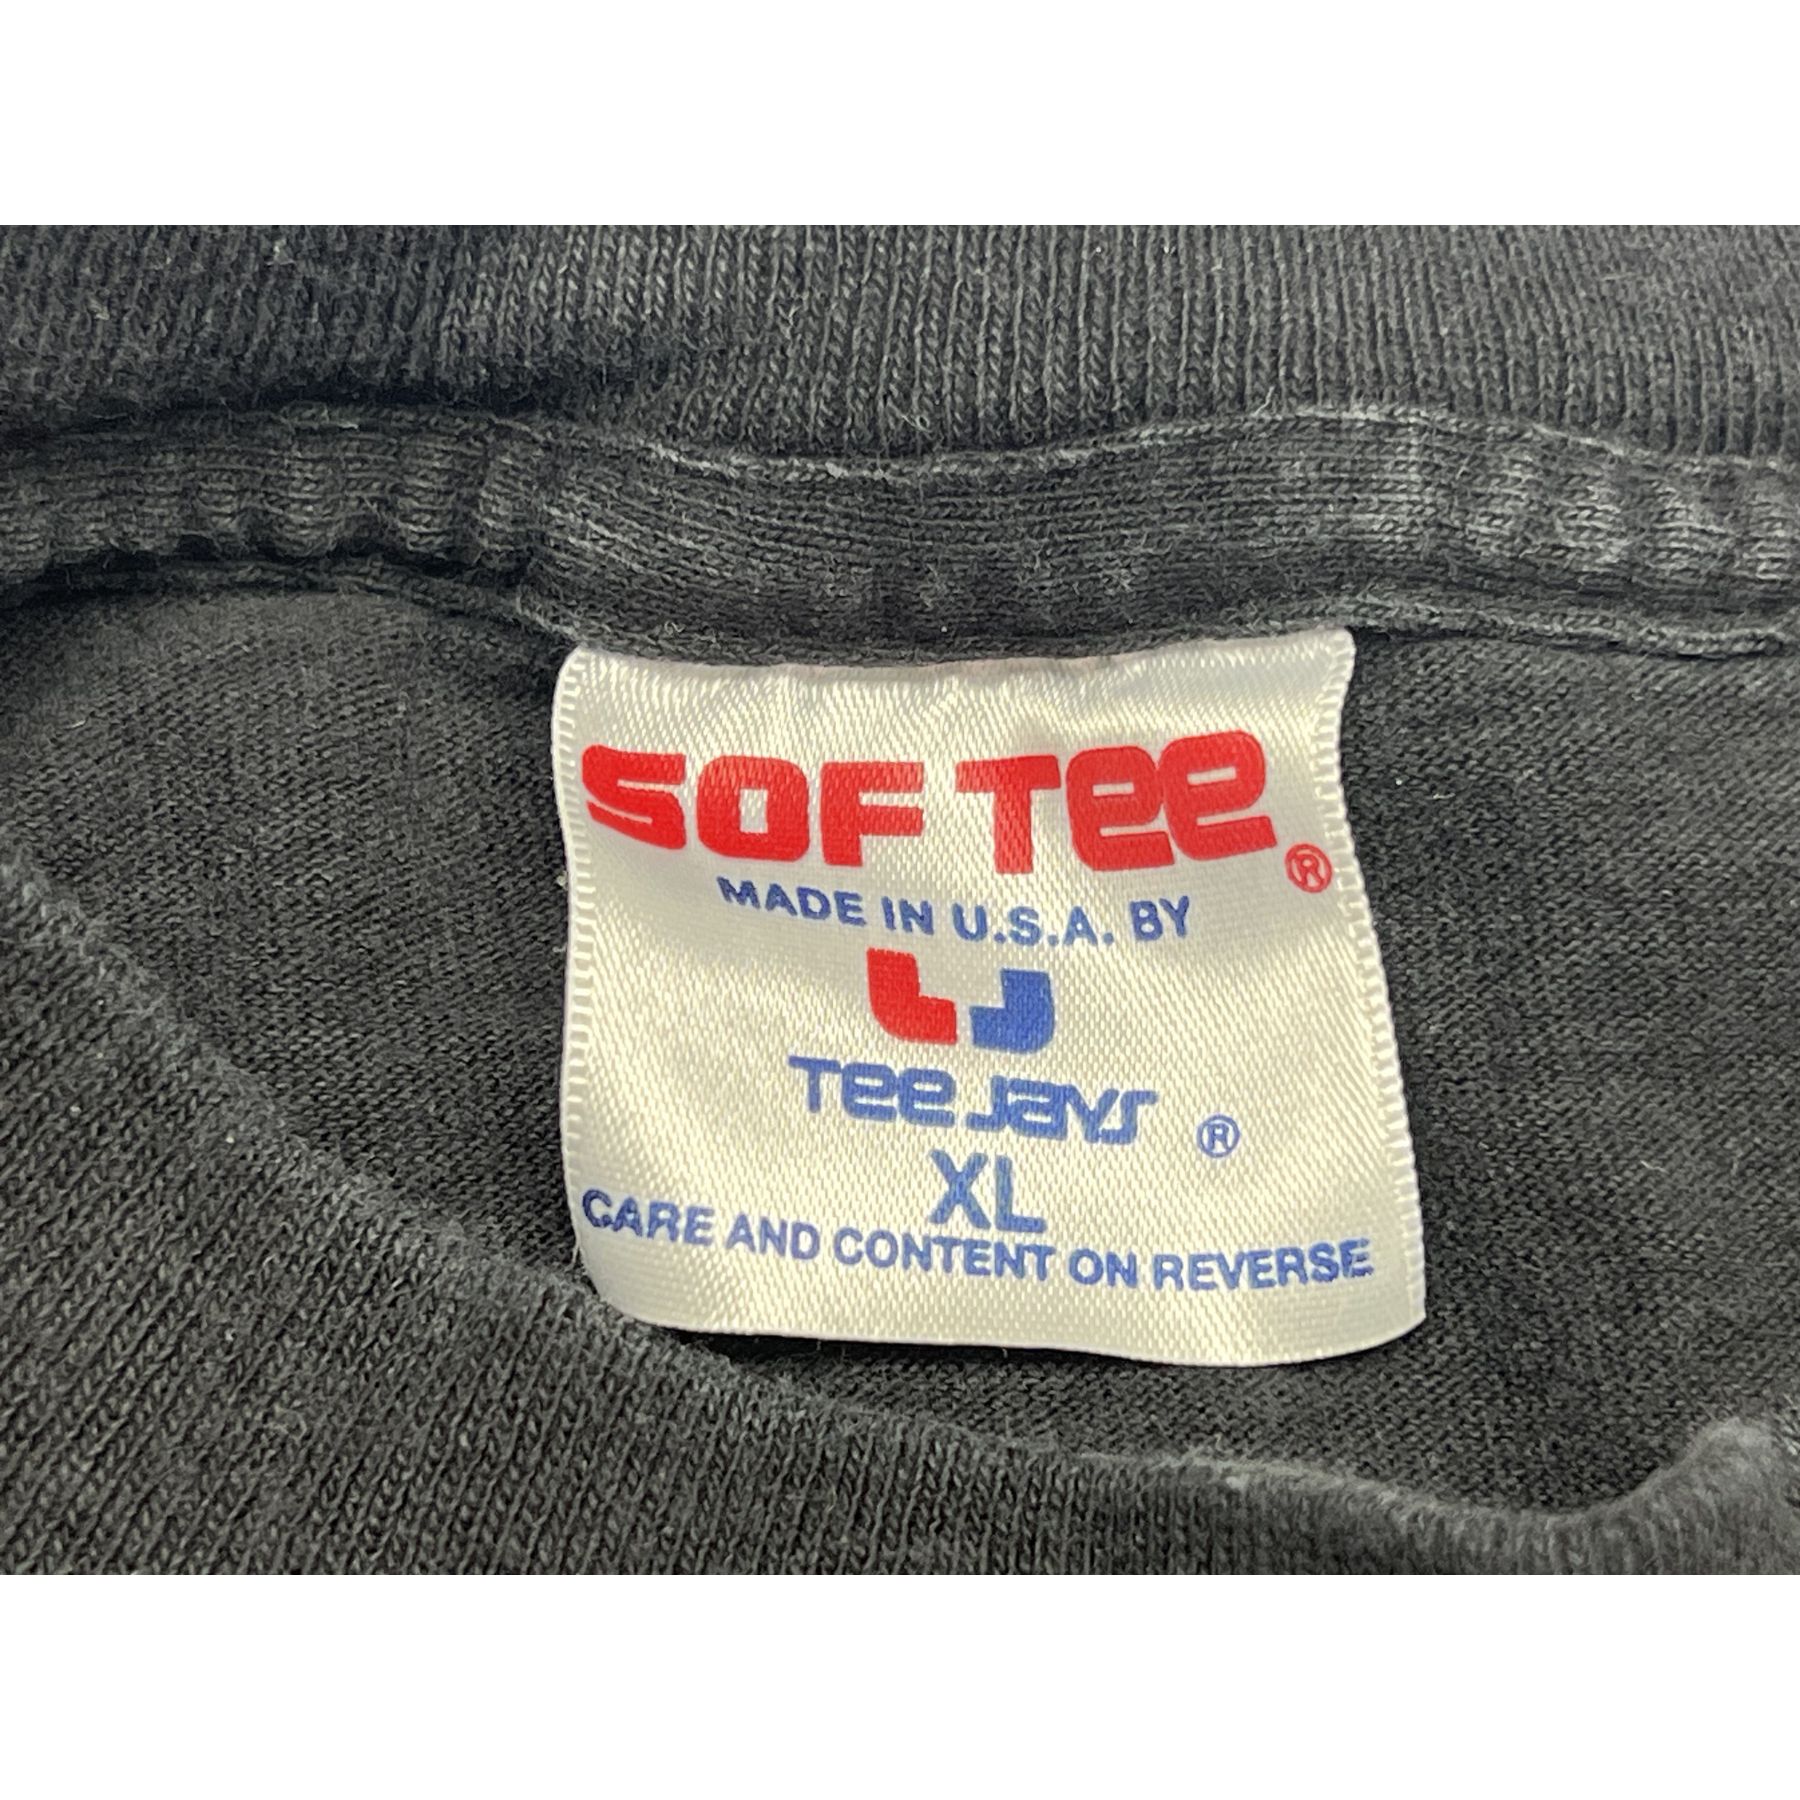 SOF TEE®
MADE IN U.S.A. BY
TEE JAYS®
XL
CARE AND CONTENT ON REVERSE